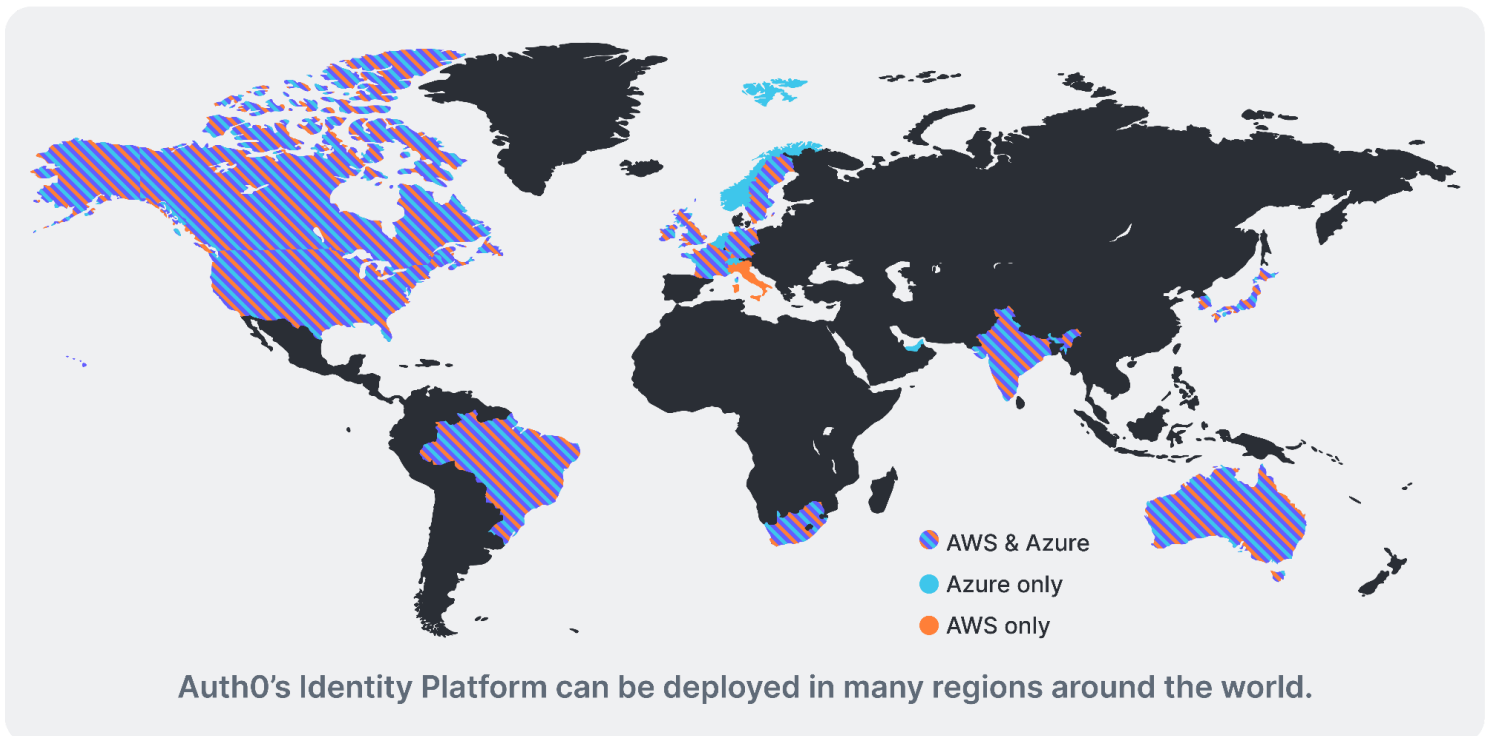 AWS & Azure
Azure only
AWS only
Auth0’s Identity Platform can be deployed in many regions around the world.